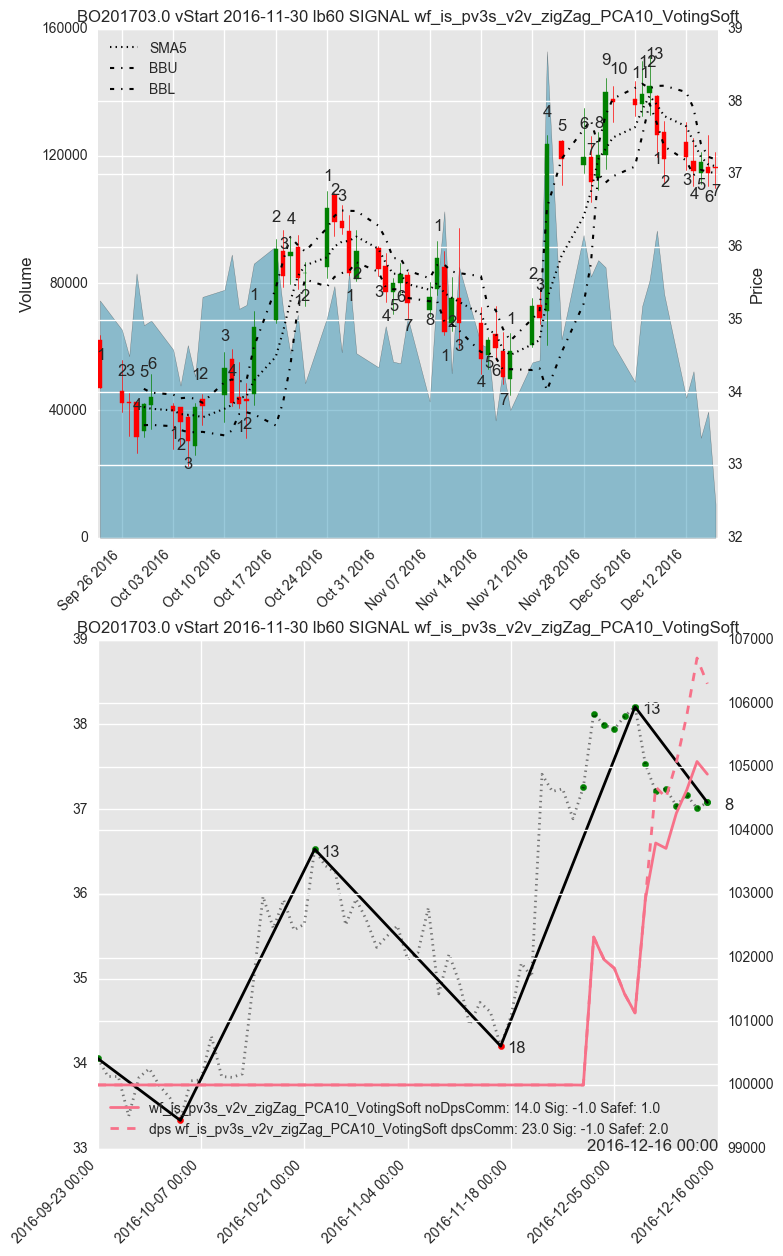 BO201703.0 vStart 2016-11-30 lb60 SIGNAL wf_is_pv3s_v2v_zigZag_PCA10_VotingSoft
160000
120000
80000
40000
0
Volume
39
38
37
36
35
34
33
32
Price
SMA5
BBU
BBL
Sep 26 2016
Oct 03 2016
Oct 10 2016
Oct 17 2016
Oct 24 2016
Oct 31 2016
Nov 07 2016
Nov 14 2016
Nov 21 2016
Nov 28 2016
Dec 05 2016
Dec 12 2016
BO201703.0 vStart 2016-11-30 lb60 SIGNAL wf_is_pv3s_v2v_zigZag_PCA10_VotingSoft
39
38
37
36
35
34
33
107000
106000
105000
104000
103000
102000
101000
100000
99000
13
13
8
18
wf_is_pv3s_v2v_zigZag_PCA10_VotingSoft noDpsComm: 14.0 Sig: -1.0 Safef: 1.0
dps wf_is_pv3s_v2v_zigZag_PCA10_VotingSoft dpsComm: 23.0 Sig: -1.0 Safef: 2.0
2016-12-16 00:00
2016-09-23 00:00
2016-10-07 00:00
2016-10-21 00:00
2016-11-04 00:00
2016-11-18 00:00
2016-12-05 00:00
2016-12-16 00:00